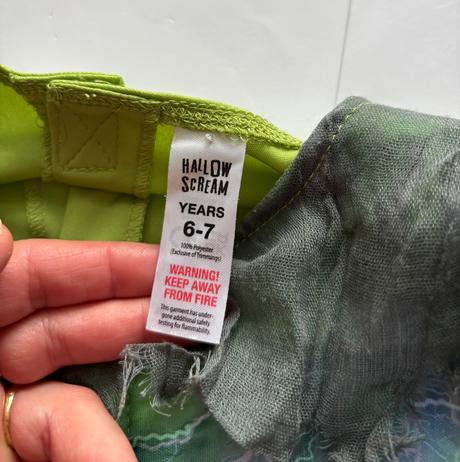 HALLOW
SCREAM
YEARS
6-7
100% Polyester
(Exclusive of Trimmings)
WARNING!
KEEP AWAY
FROM FIRE
This garment has under-
gone additional safety
testing for flammability.